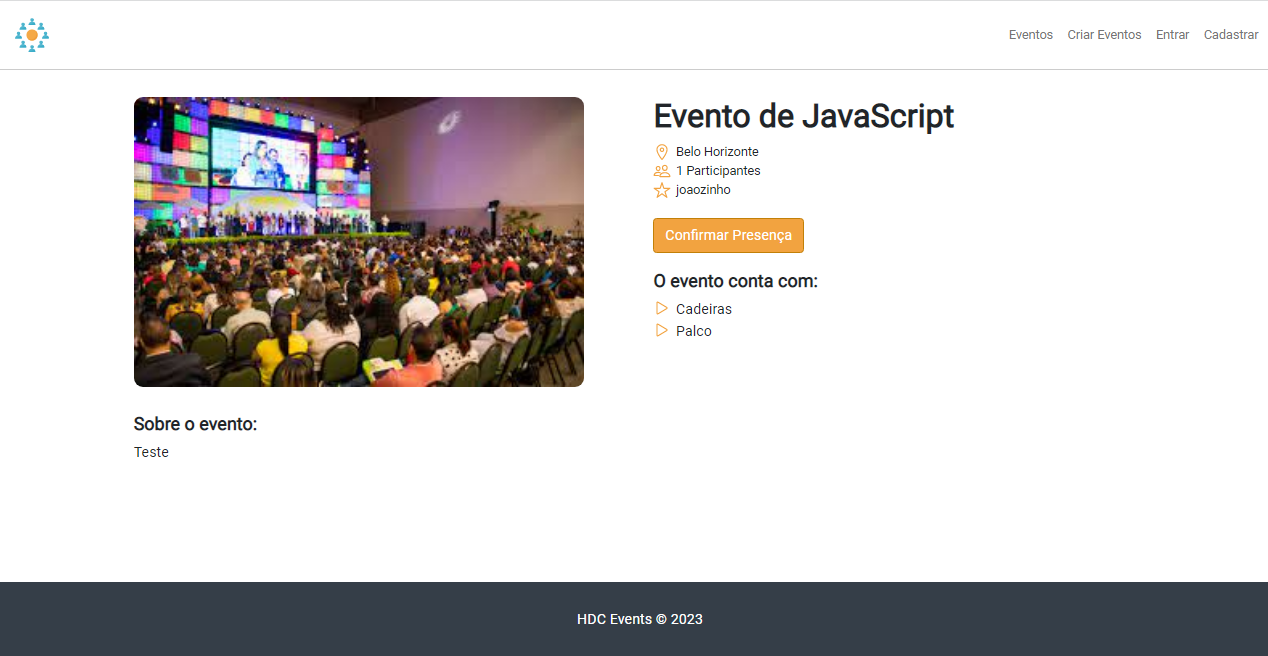 Eventos Criar Eventos Entrar Cadastrar
Evento de JavaScript
Belo Horizonte
1 Participantes
joaozinho
Confirmar Presença
O evento conta com:
Cadeiras
Palco
Sobre o evento:
Teste
HDC Events © 2023